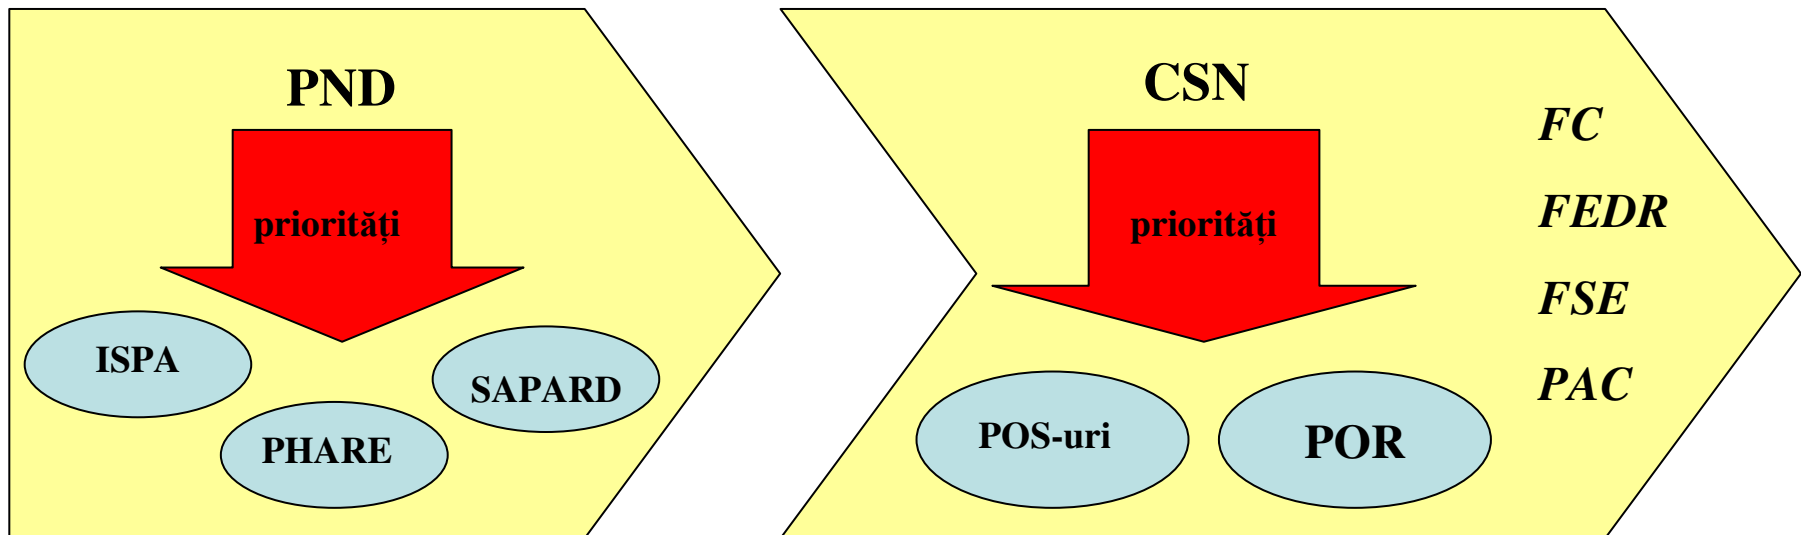 PND
priorități
ISPA
SAPARD
PHARE
CSN
priorități
POS-uri
POR
FC
FEDR
FSE
PAC